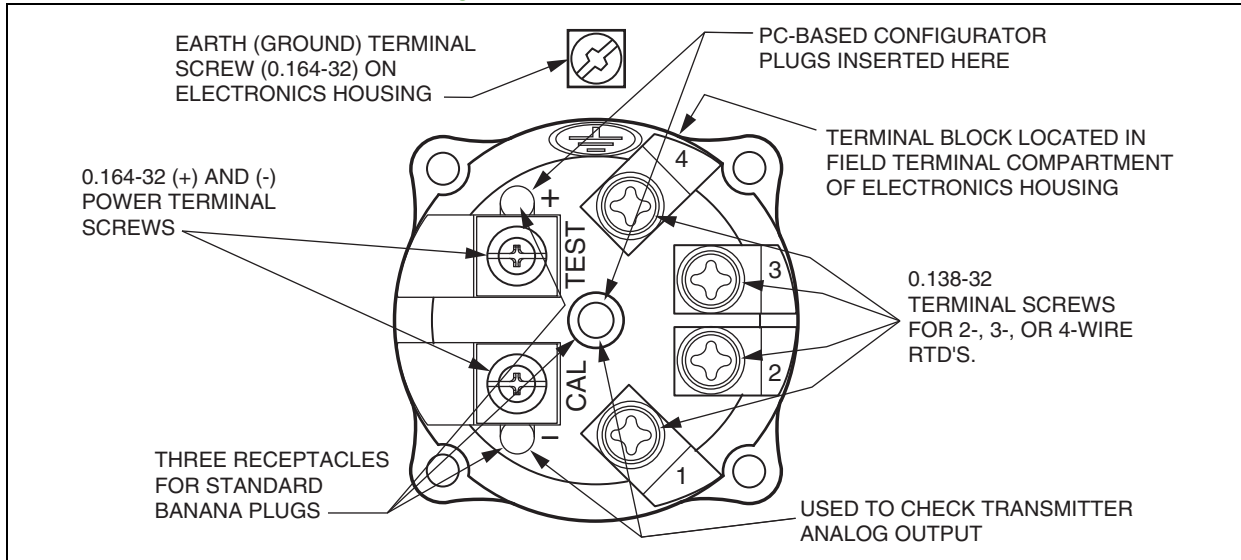 EARTH (GROUND) TERMINAL
SCREW (0.164-32) ON
ELECTRONICS HOUSING
PC-BASED CONFIGURATOR
PLUGS INSERTED HERE
TERMINAL BLOCK LOCATED IN
FIELD TERMINAL COMPARTMENT
OF ELECTRONICS HOUSING
0.164-32 (+) AND (-)
POWER TERMINAL
SCREWS
+
TEST
CAL
–
4
3
2
1
0.138-32
TERMINAL SCREWS
FOR 2-, 3-, OR 4-WIRE
RTD'S.
THREE RECEPTACLES
FOR STANDARD
BANANA PLUGS
USED TO CHECK TRANSMITTER
ANALOG OUTPUT